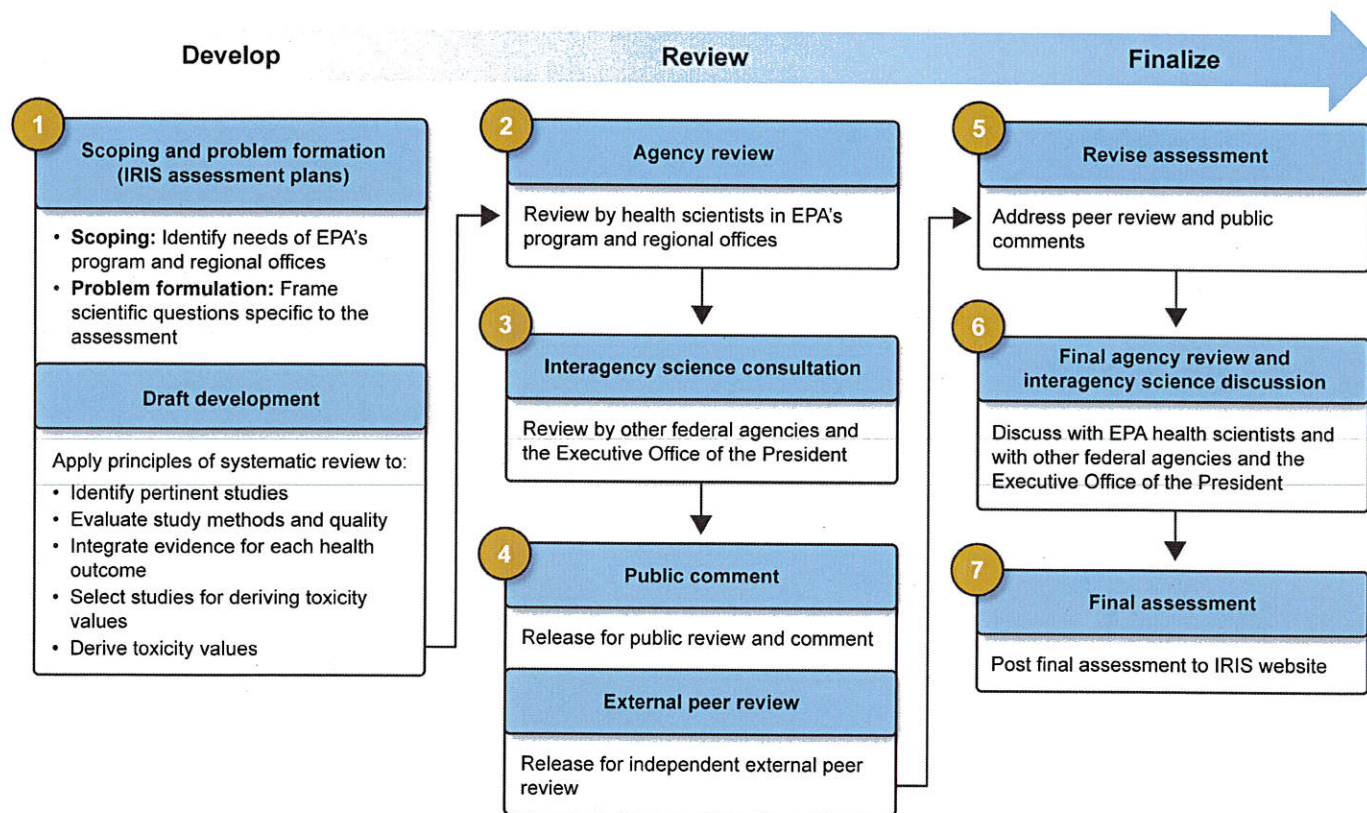 Develop
Review
Finalize
1
Scoping and problem formation
(IRIS assessment plans)
• Scoping: Identify needs of EPA's
program and regional offices
• Problem formulation: Frame
scientific questions specific to the
assessment
Draft development
Apply principles of systematic review to:
• Identify pertinent studies
• Evaluate study methods and quality
• Integrate evidence for each health
outcome
• Select studies for deriving toxicity
values
• Derive toxicity values
2
Agency review
Review by health scientists in EPA's
program and regional offices
3
Interagency science consultation
Review by other federal agencies and
the Executive Office of the President
4
Public comment
Release for public review and comment
External peer review
Release for independent external peer
review
5
Revise assessment
Address peer review and public
comments
6
Final agency review and
interagency science discussion
Discuss with EPA health scientists and
with other federal agencies and the
Executive Office of the President
7
Final assessment
Post final assessment to IRIS website